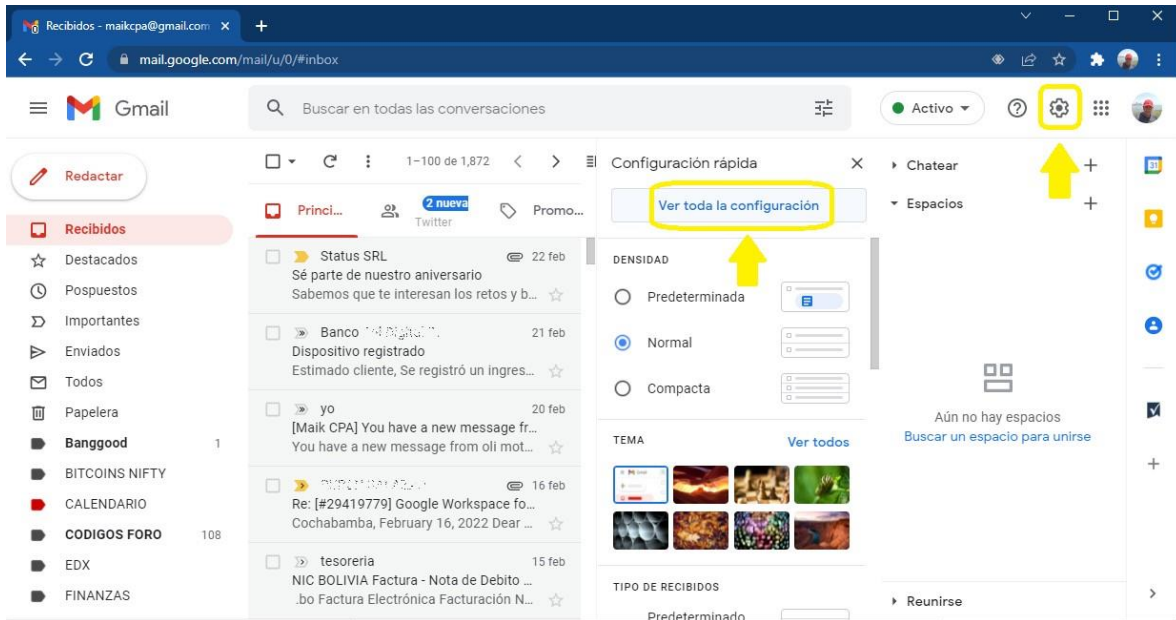 Recibidos - maikcpa@gmail.com
mail.google.com/mail/u/0/#inbox
Gmail
Buscar en todas las conversaciones
Activo
Redactar
Recibidos
Destacados
Pospuestos
Importantes
Enviados
Todos
Papelera
Banggood 1
BITCOINS NIFTY
CALENDARIO
CODIGOS FORO 108
EDX
FINANZAS
1–100 de 1,872
Princi...
2 nueva
Twitter
Promo...
Status SRL 22 feb
Sé parte de nuestro aniversario
Sabemos que te interesan los retos y b...
Banco 21 feb
Dispositivo registrado
Estimado cliente, Se registró un ingres...
yo 20 feb
[Maik CPA] You have a new message fr...
You have a new message from oli mot...
16 feb
Re: [#29419779] Google Workspace fo...
Cochabamba, February 16, 2022 Dear ...
tesoreria 15 feb
NIC BOLIVIA Factura - Nota de Debito ...
.bo Factura Electrónica Facturación N...
Configuración rápida
Ver toda la configuración
DENSIDAD
Predeterminada
Normal
Compacta
TEMA Ver todos
TIPO DE RECIBIDOS
Predeterminado
Chatear
Espacios
Aún no hay espacios
Buscar un espacio para unirse
Reunirse
31